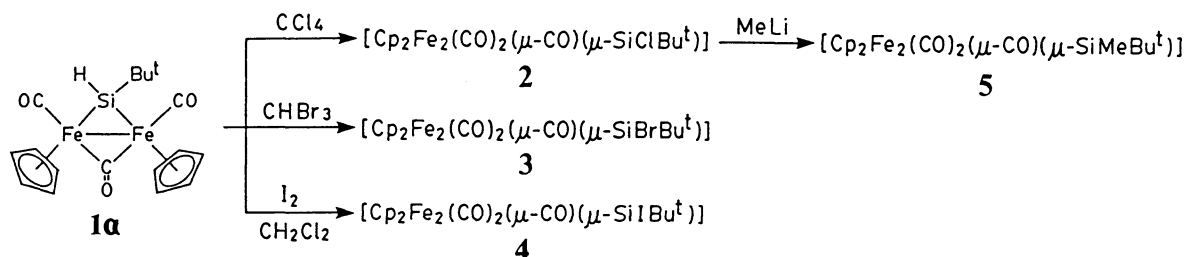 H Bu^t
OC Si CO
Fe Fe
C
O
1α
CCl4 [Cp2Fe2(CO)2(μ-CO)(μ-SiClBu^t)] MeLi [Cp2Fe2(CO)2(μ-CO)(μ-SiMeBu^t)]
2 5
CHBr3 [Cp2Fe2(CO)2(μ-CO)(μ-SiBrBu^t)]
3
I2 [Cp2Fe2(CO)2(μ-CO)(μ-SiIBu^t)]
CH2Cl2
4